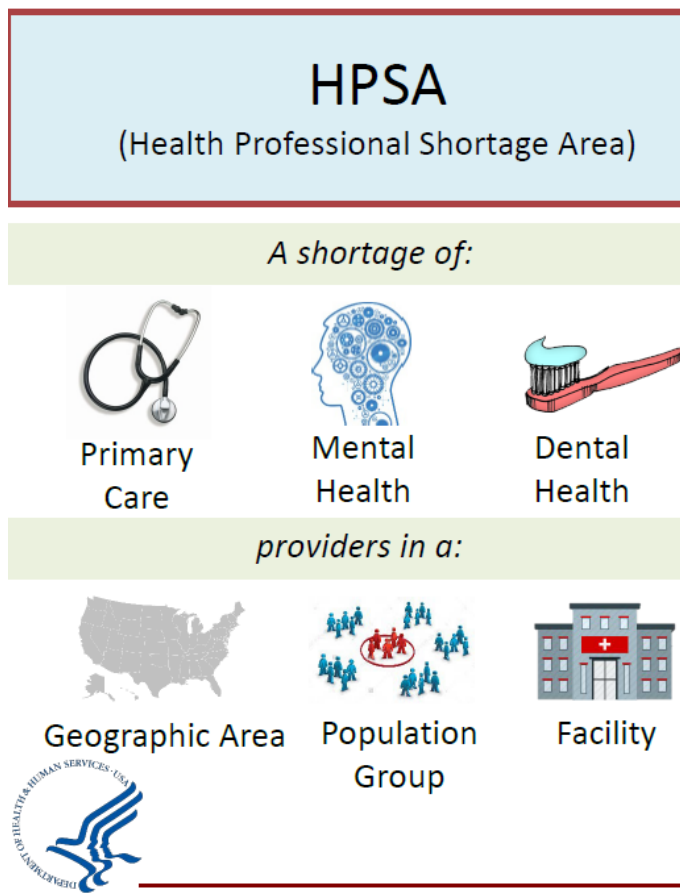 HPSA
(Health Professional Shortage Area)
A shortage of:
Primary
Care
Mental
Health
Dental
Health
providers in a:
Geographic Area
Population
Group
Facility
DEPARTMENT OF HEALTH & HUMAN SERVICES · USA